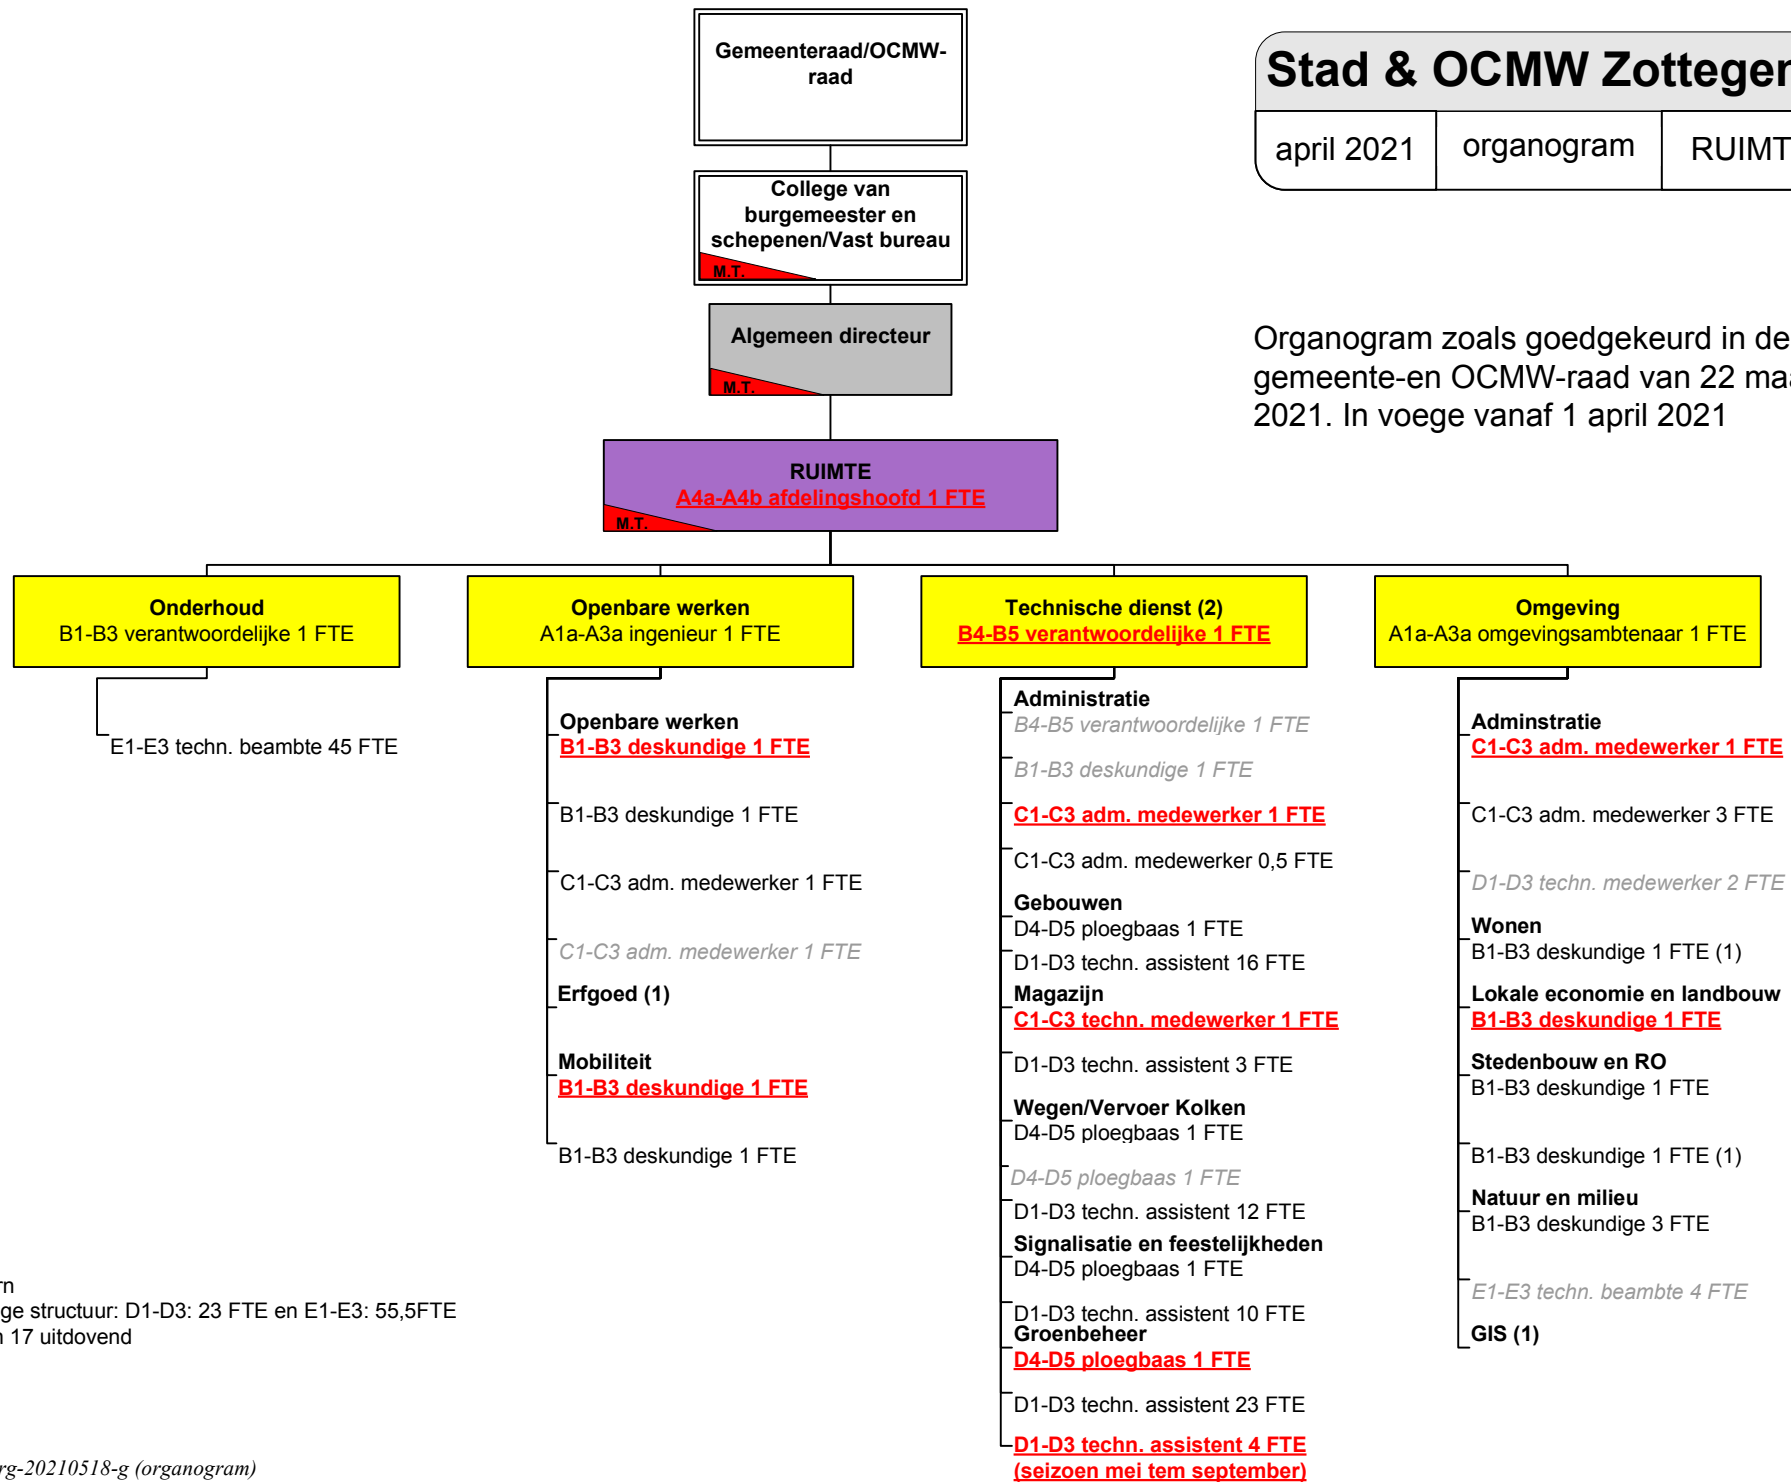 Gemeenteraad/OCMW-
raad
Stad & OCMW
april 2021
organogram
College van
burgemeester en
schepenen/Vast bureau
M.T.
Algemeen directeur
M.T.
Organogram zoals goedgekeurd in de
gemeente-en OCMW-raad van 22
2021. In voege vanaf 1 april 2021
RUIMTE
A4a-A4b afdelingshoofd 1 FTE
M.T.
Onderhoud
B1-B3 verantwoordelijke 1 FTE
E1-E3 techn. beambte 45 FTE
Openbare werken
A1a-A3a ingenieur 1 FTE
Openbare werken
B1-B3 deskundige 1 FTE
B1-B3 deskundige 1 FTE
C1-C3 adm. medewerker 1 FTE
C1-C3 adm. medewerker 1 FTE
Erfgoed (1)
Mobiliteit
B1-B3 deskundige 1 FTE
B1-B3 deskundige 1 FTE
Technische dienst (2)
B4-B5 verantwoordelijke 1 FTE
Administratie
B4-B5 verantwoordelijke 1 FTE
B1-B3 deskundige 1 FTE
C1-C3 adm. medewerker 1 FTE
C1-C3 adm. medewerker 0,5 FTE
Gebouwen
D4-D5 ploegbaas 1 FTE
D1-D3 techn. assistent 16 FTE
Magazijn
C1-C3 techn. medewerker 1 FTE
D1-D3 techn. assistent 3 FTE
Wegen/Vervoer Kolken
D4-D5 ploegbaas 1 FTE
D4-D5 ploegbaas 1 FTE
D1-D3 techn. assistent 12 FTE
Signalisatie en feestelijkheden
D4-D5 ploegbaas 1 FTE
D1-D3 techn. assistent 10 FTE
Groenbeheer
D4-D5 ploegbaas 1 FTE
D1-D3 techn. assistent 23 FTE
D1-D3 techn. assistent 4 FTE
(seizoen mei tem september)
Omgeving
A1a-A3a omgevingsambtenaar 1 FTE
Adminstratie
C1-C3 adm. medewerker 1 FTE
C1-C3 adm. medewerker 3 FTE
D1-D3 techn. medewerker 2 FTE
Wonen
B1-B3 deskundige 1 FTE (1)
Lokale economie en landbouw
B1-B3 deskundige 1 FTE
Stedenbouw en RO
B1-B3 deskundige 1 FTE
B1-B3 deskundige 1 FTE (1)
Natuur en milieu
B1-B3 deskundige 3 FTE
E1-E3 techn. beambte 4 FTE
GIS (1)
structuur: D1-D3: 23 FTE en E1-E3: 55,5FTE
17 uitdovend
rg-20210518-g (organogram)